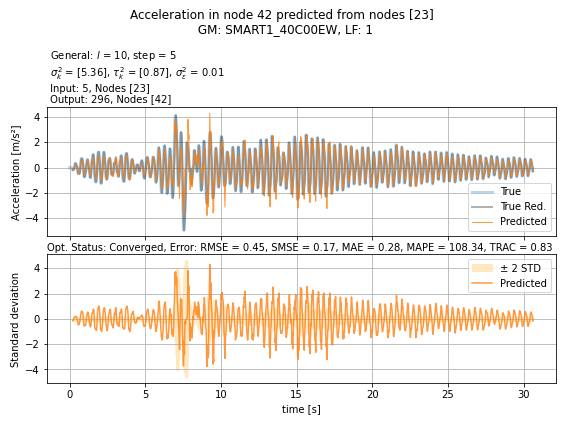 Acceleration in node 42 predicted from nodes [23]
GM: SMART1_40C00EW, LF: 1
General: l = 10, step = 5
σ²ₖ = [5.36], τ²ₖ = [0.87], σ²ε = 0.01
Input: 5, Nodes [23]
Output: 296, Nodes [42]
Acceleration [m/s²]
4
2
0
−2
−4
True
True Red.
Predicted
Opt. Status: Converged, Error: RMSE = 0.45, SMSE = 0.17, MAE = 0.28, MAPE = 108.34, TRAC = 0.83
Standard deviation
4
2
0
−2
−4
± 2 STD
Predicted
0 5 10 15 20 25 30
time [s]